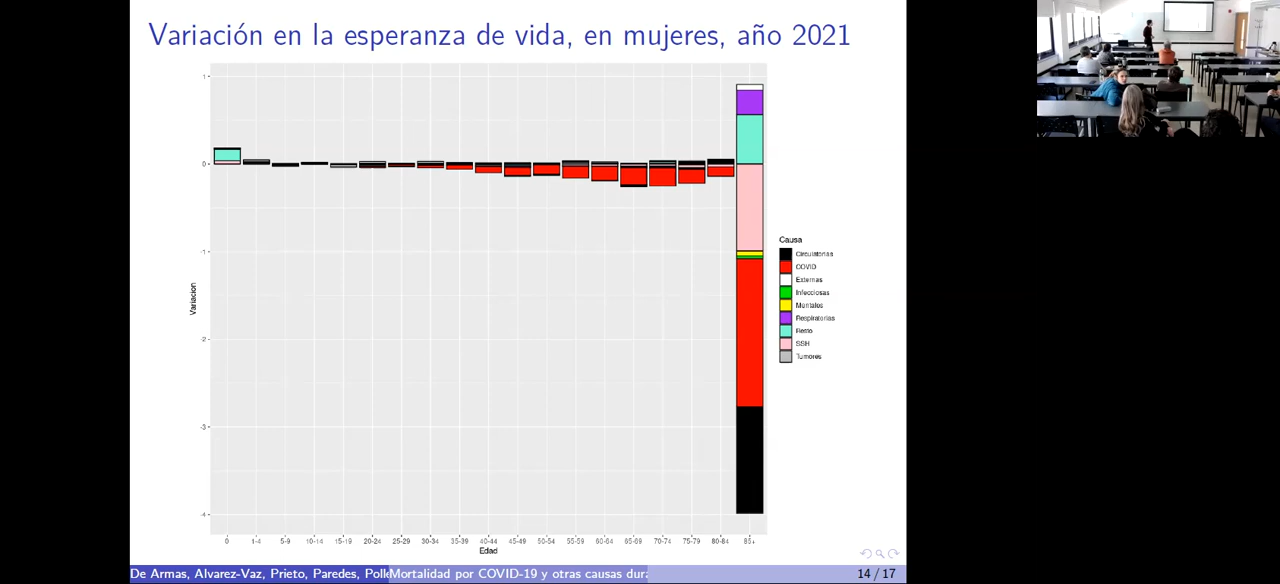 Variación en la esperanza de vida, en mujeres, año 2021
1
0
-1
-2
-3
-4
Variacion
0 1-4 5-9 10-14 15-19 20-24 25-29 30-34 35-39 40-44 45-49 50-54 55-59 60-64 65-69 70-74 75-79 80-84 85+
Edad
Causa
Circulatorias
COVID
Externas
Infecciosas
Mentales
Respiratorias
Resto
SSH
Tumores
De Armas, Alvarez-Vaz, Prieto, Paredes, Poll
Mortalidad por COVID-19 y otras causas dur
14 / 17